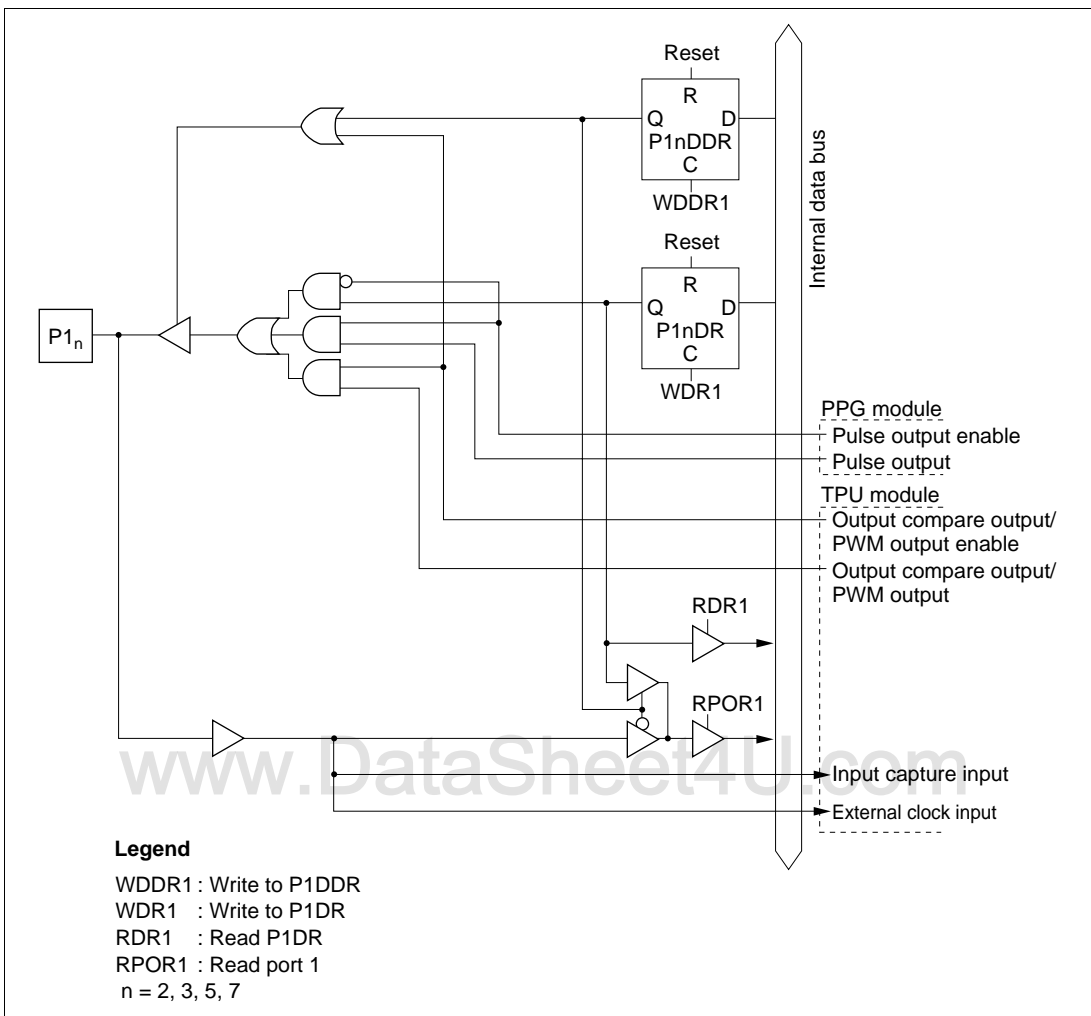 Reset
R
Q D
P1nDDR
C
WDDR1
Internal data bus
Reset
R
Q D
P1nDR
C
WDR1
P1n
PPG module
Pulse output enable
Pulse output
TPU module
Output compare output/
PWM output enable
Output compare output/
PWM output
RDR1
RPOR1
www.DataSheet4U.com
Input capture input
External clock input
Legend
WDDR1 : Write to P1DDR
WDR1 : Write to P1DR
RDR1 : Read P1DR
RPOR1 : Read port 1
n = 2, 3, 5, 7